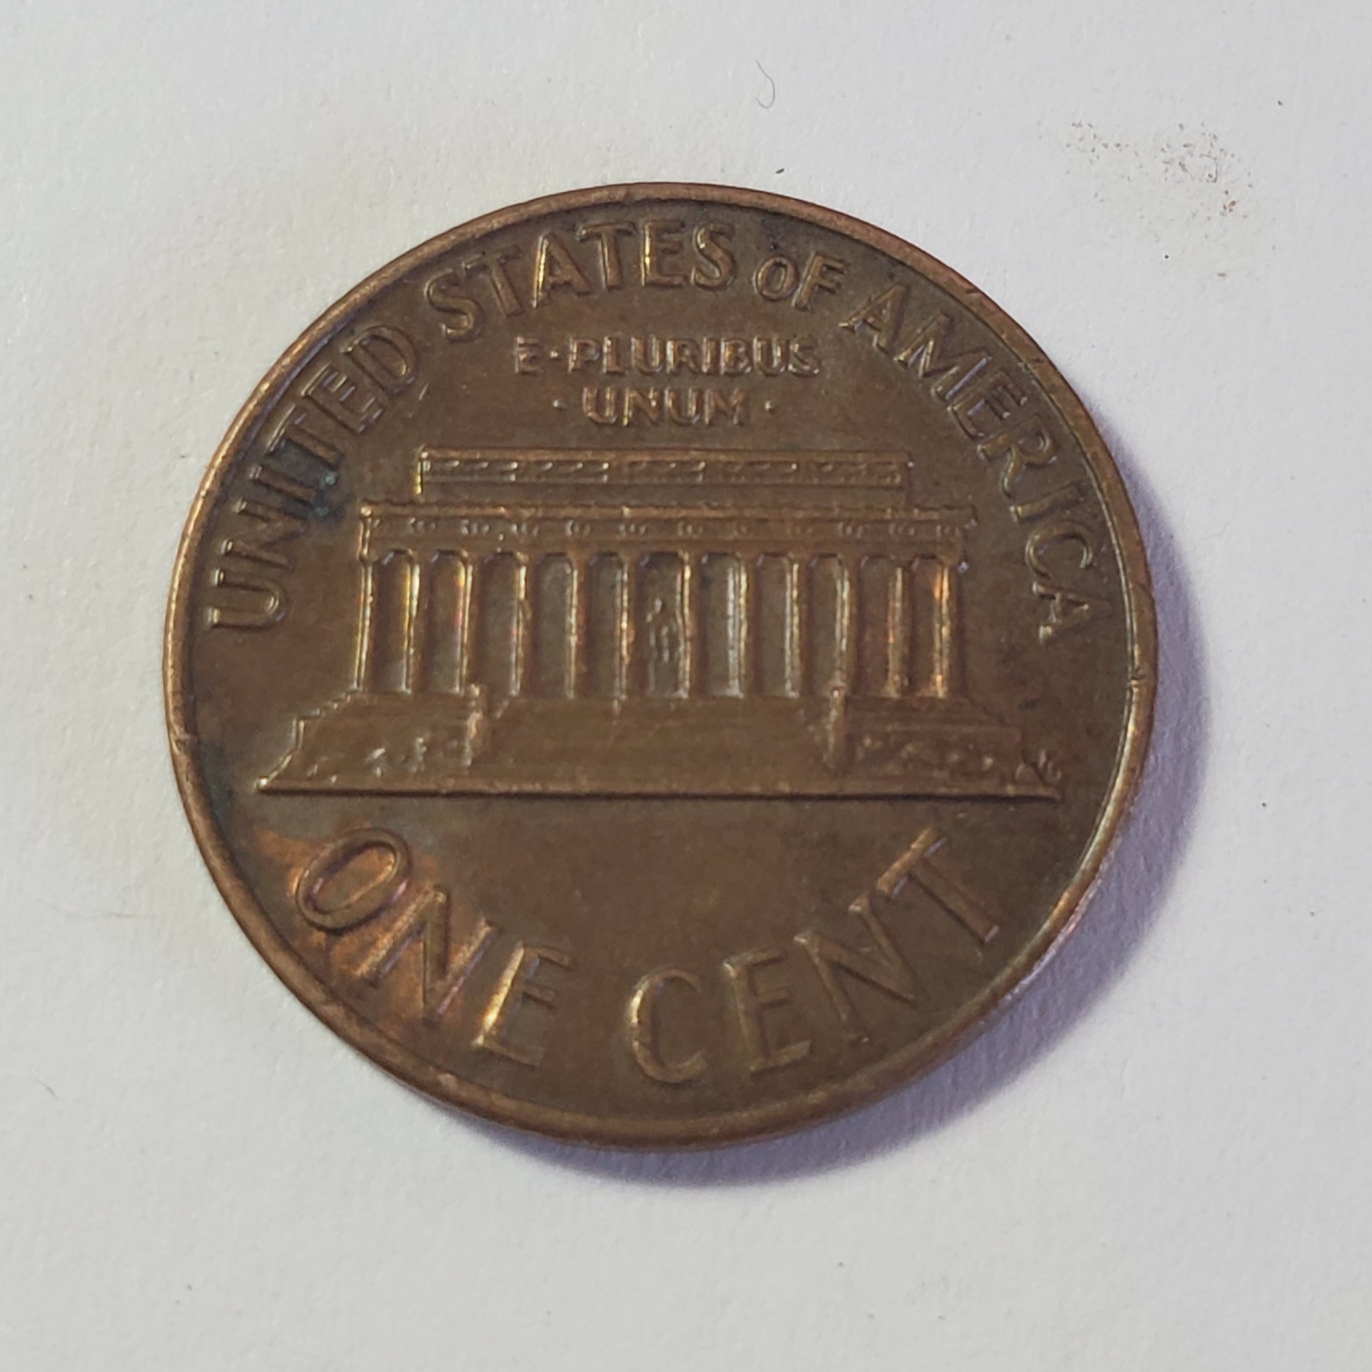 UNITED STATES OF AMERICA
E·PLURIBUS
·UNUM·
ONE CENT